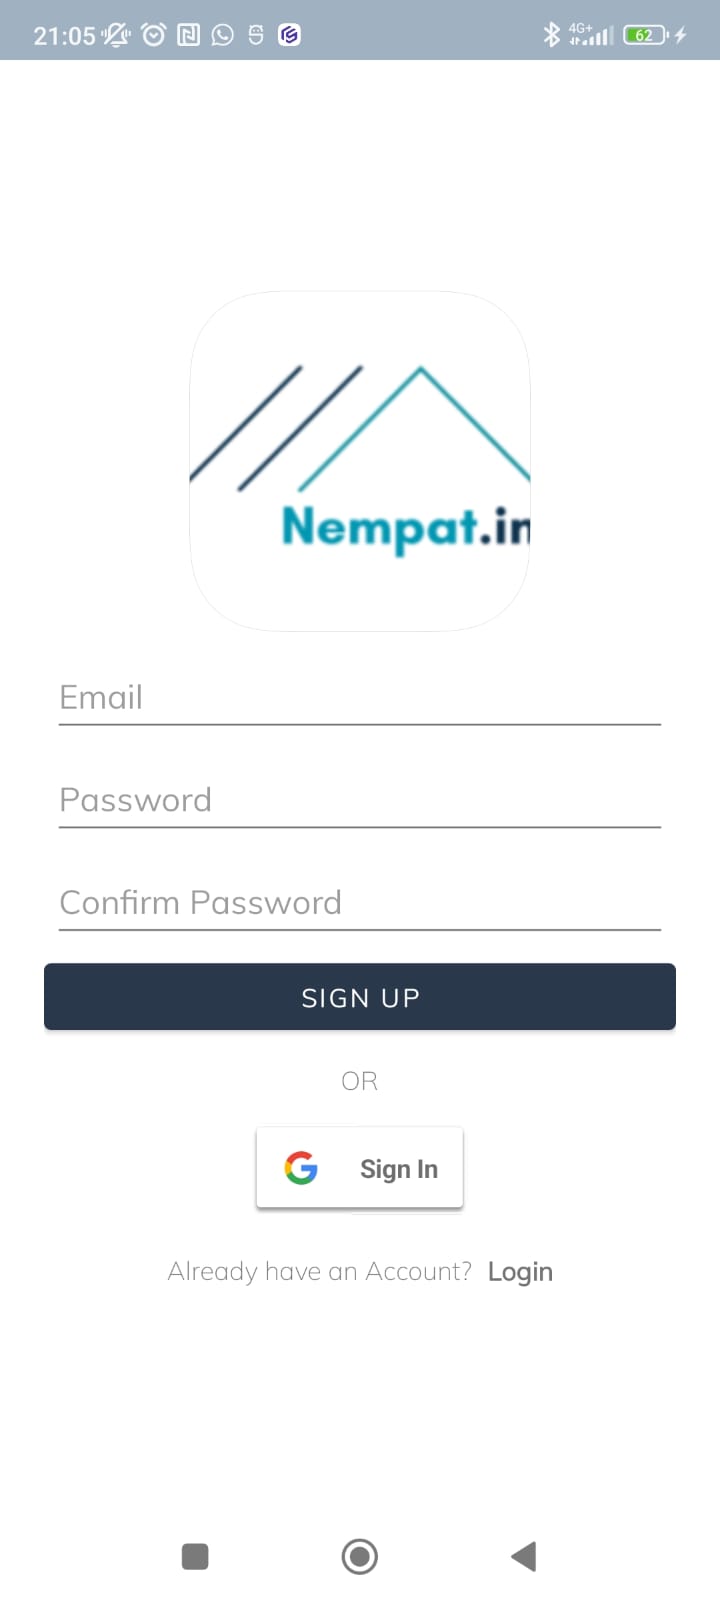 21:05 4G+ 62
Nempat.in
Email
Password
Confirm Password
SIGN UP
OR
Sign In
Already have an Account? Login